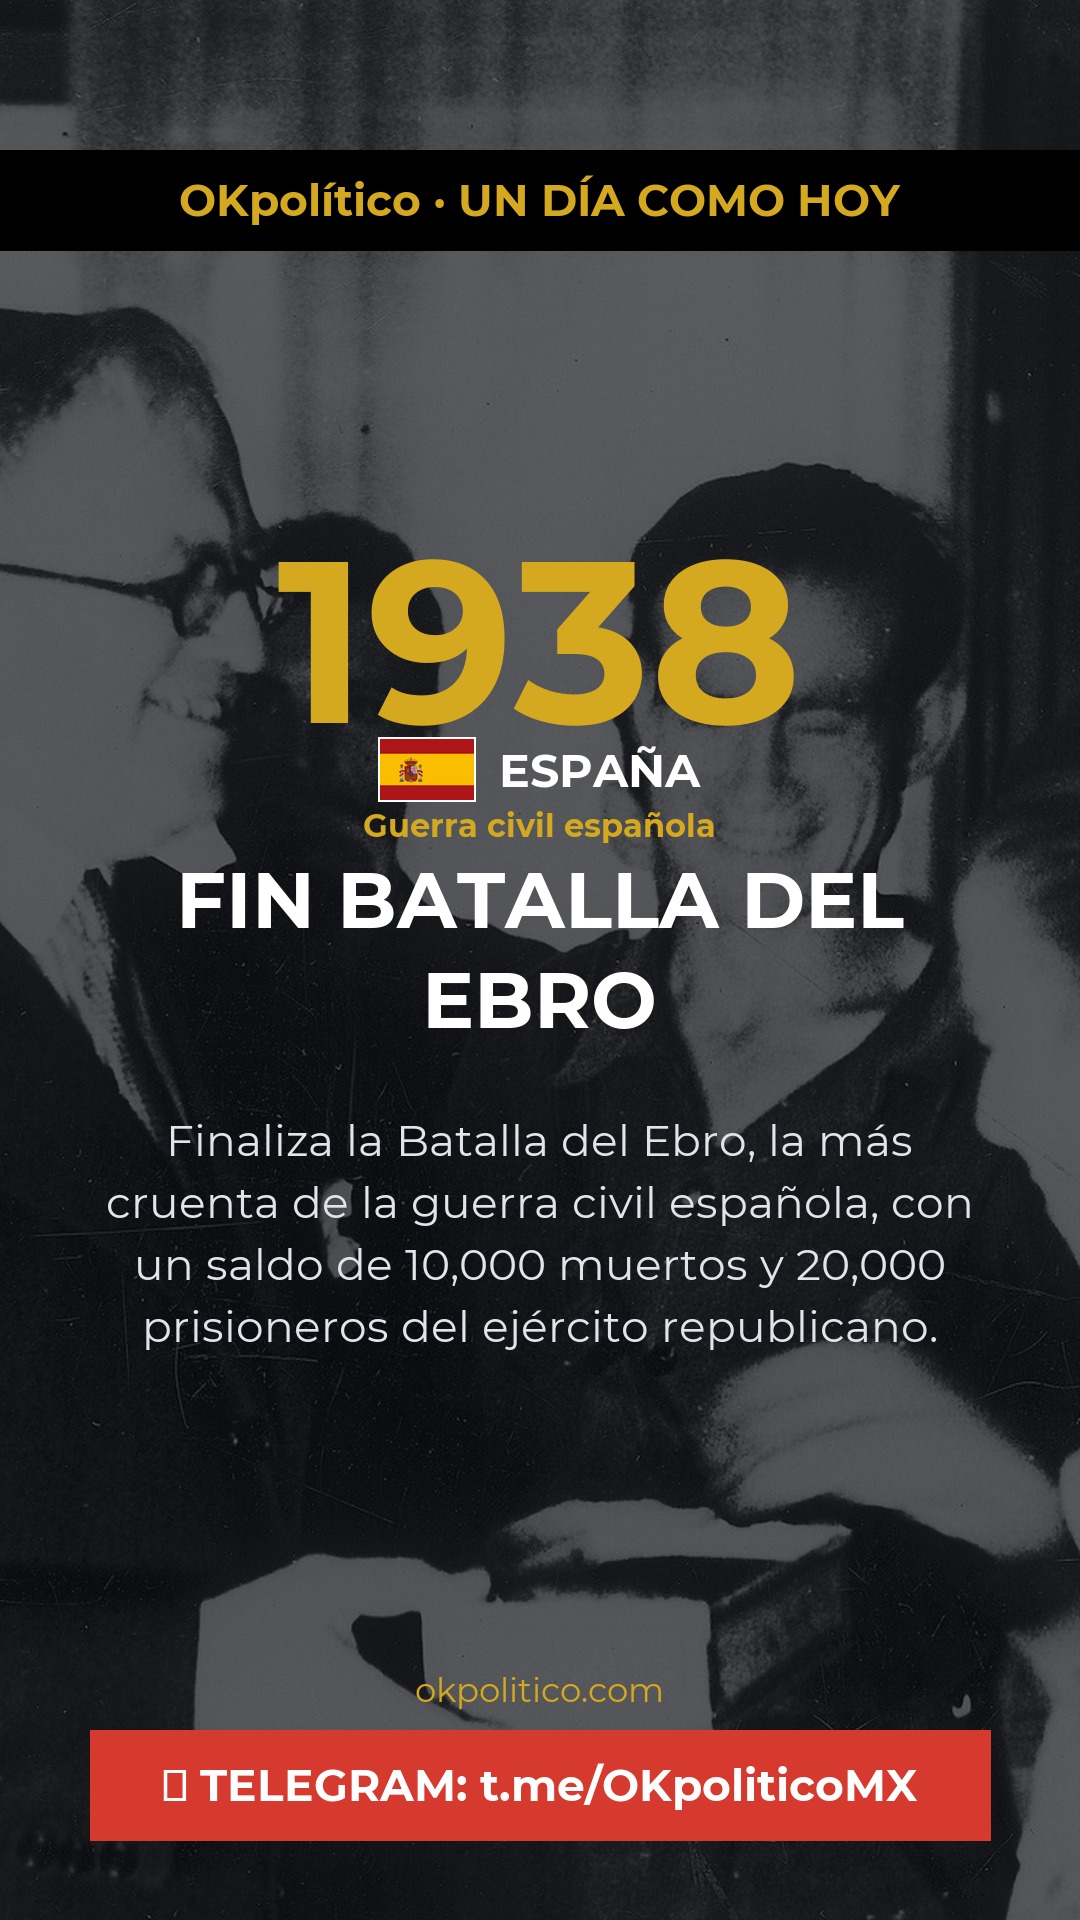 OKpolítico · UN DÍA COMO HOY
1938
ESPAÑA
Guerra civil española
FIN BATALLA DEL
EBRO
Finaliza la Batalla del Ebro, la más
cruenta de la guerra civil española, con
un saldo de 10,000 muertos y 20,000
prisioneros del ejército republicano.
okpolitico.com
TELEGRAM: t.me/OKpoliticoMX